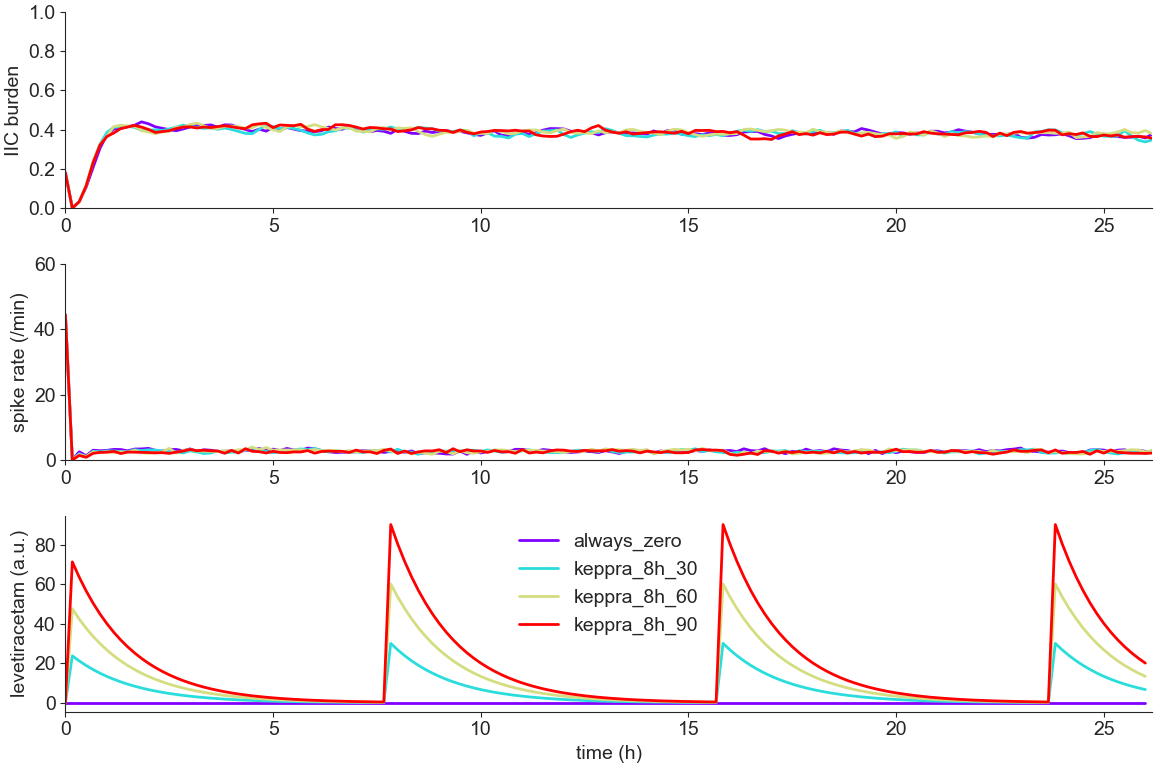 1.0
0.8
0.6
0.4
0.2
0.0
IIC burden
0 5 10 15 20 25
60
40
20
0
spike rate (/min)
0 5 10 15 20 25
80
60
40
20
0
levetiracetam (a.u.)
always_zero
keppra_8h_30
keppra_8h_60
keppra_8h_90
0 5 10 15 20 25
time (h)